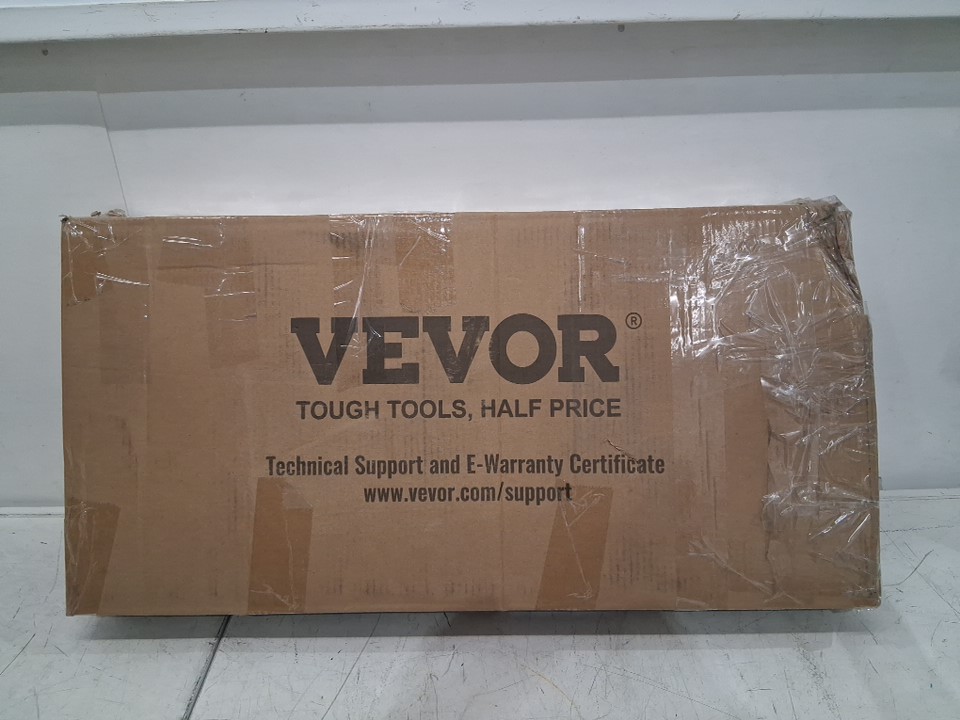 VEVOR®
TOUGH TOOLS, HALF PRICE
Technical Support and E-Warranty Certificate
www.vevor.com/support